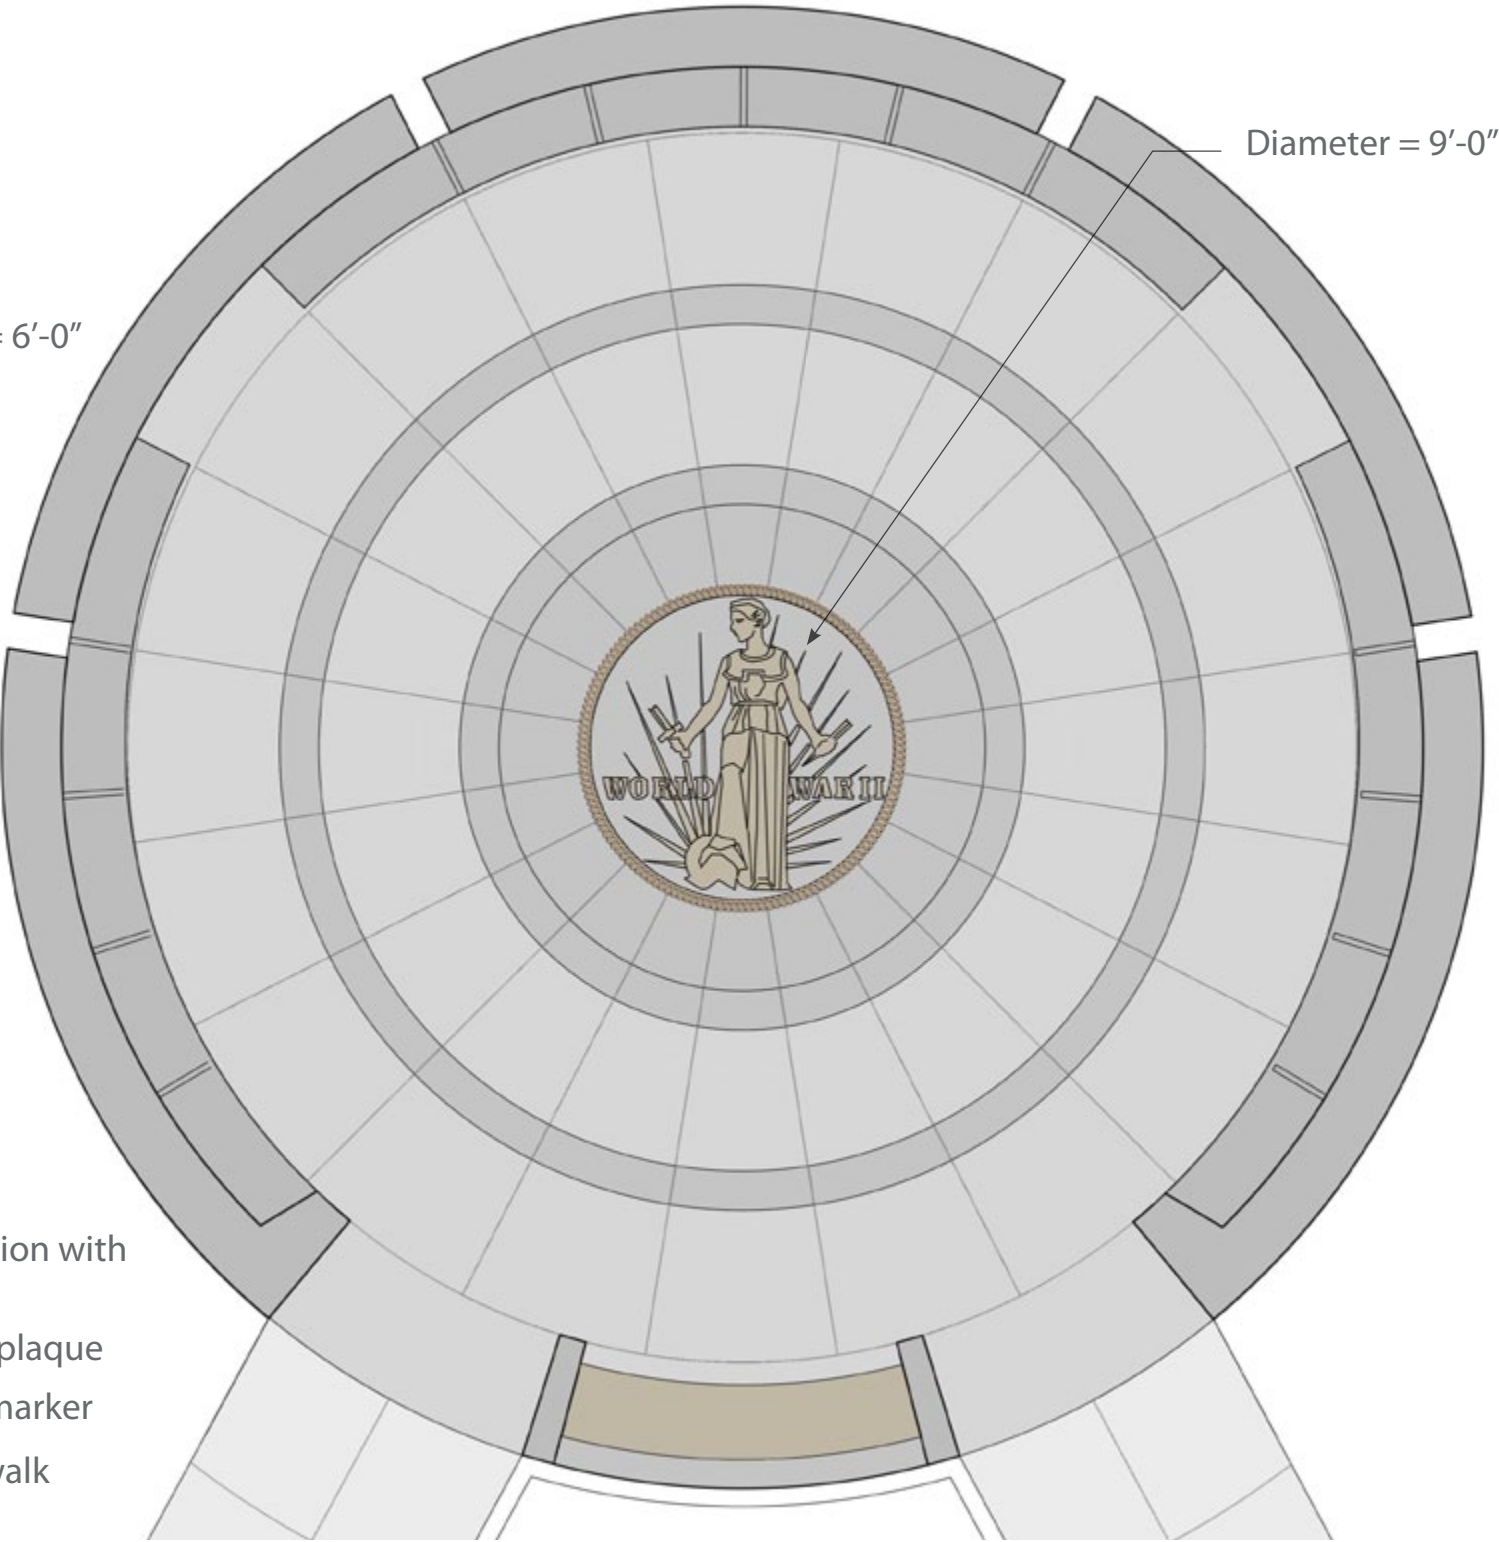 Diameter = 9′-0″
= 6′-0″
WORLD WAR II
ion with
plaque
marker
walk